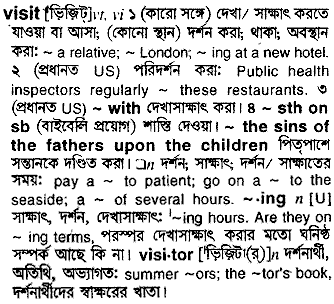 visit [ভিজিট্] vt, vi ১ (কারো সঙ্গে) দেখা/ সাক্ষাৎ করতে
যাওয়া বা আসা; (কোনো স্থান) দর্শন করা; থাকা; অবস্থান
করা: ~ a relative; ~ London; ~ ing at a new hotel.
২ (প্রধানত US) পরিদর্শন করা: Public health
inspectors regularly ~ these restaurants. ৩
(প্রধানত US) ~ with দেখাসাক্ষাৎ করা। ৪ ~ sth on
sb (বাইবেলি প্রয়োগ) শাস্তি দেওয়া। ~ the sins of
the fathers upon the children পিতৃপাপে
সন্তানকে দণ্ডিত করা। □n দর্শন; সাক্ষাৎ; দর্শন/ সাক্ষাতের
সময়: pay a ~ to patient; go on a ~ to the
seaside; a ~ of several hours. ~·ing n [U]
সাক্ষাৎ, দর্শন, দেখাসাক্ষাৎ: ˈ~ing hours. Are they on
~ ing terms, পরস্পর দেখাসাক্ষাৎ করার মতো ঘনিষ্ঠ
সম্পর্ক আছে কি না। visi·tor [ˈভিজিটা(র্)] n দর্শনার্থী,
অতিথি, অভ্যাগত: summer ~ors; the ~tor's book,
দর্শনার্থীদের স্বাক্ষরের খাতা।